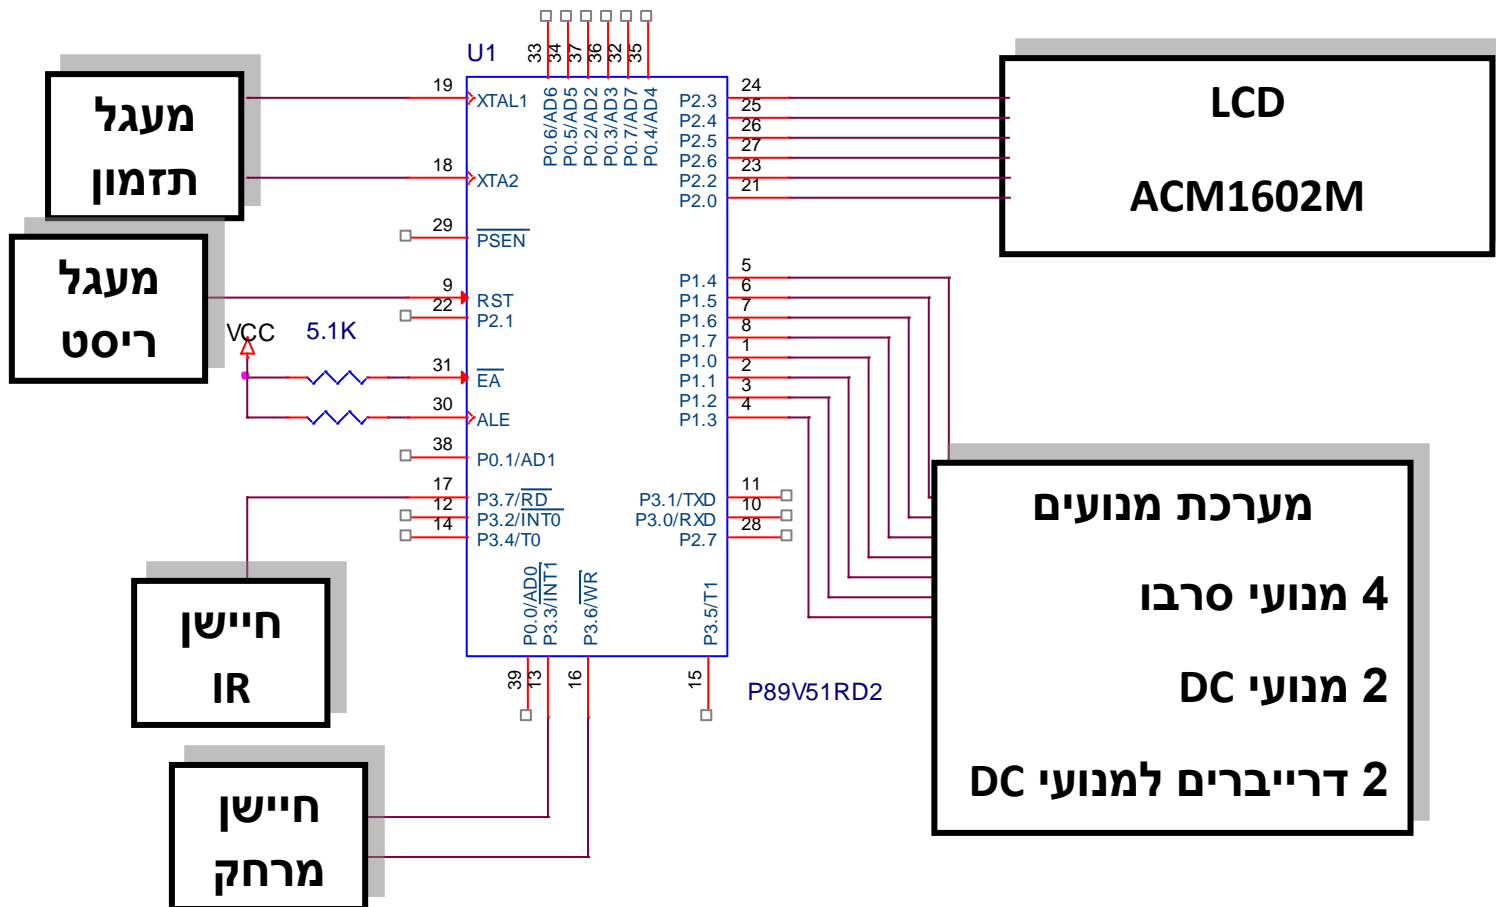 U1
P89V51RD2
מעגל
תזמון
מעגל
ריסט
VCC
5.1K
חיישן
IR
חיישן
מרחק
LCD
ACM1602M
מערכת מנועים
4 מנועי סרבו
2 מנועי DC
2 דרייברים למנועי DC
33 P0.6/AD6
34 P0.5/AD5
37 P0.2/AD2
36 P0.3/AD3
32 P0.7/AD7
35 P0.4/AD4
19 XTAL1
18 XTA2
29 PSEN
9 RST
22 P2.1
31 EA
30 ALE
38 P0.1/AD1
17 P3.7/RD
12 P3.2/INT0
14 P3.4/T0
39 P0.0/AD0
13 P3.3/INT1
16 P3.6/WR
15 P3.5/T1
P2.3 24
P2.4 25
P2.5 26
P2.6 27
P2.2 23
P2.0 21
P1.4 5
P1.5 6
P1.6 7
P1.7 8
P1.0 1
P1.1 2
P1.2 3
P1.3 4
P3.1/TXD 11
P3.0/RXD 10
P2.7 28